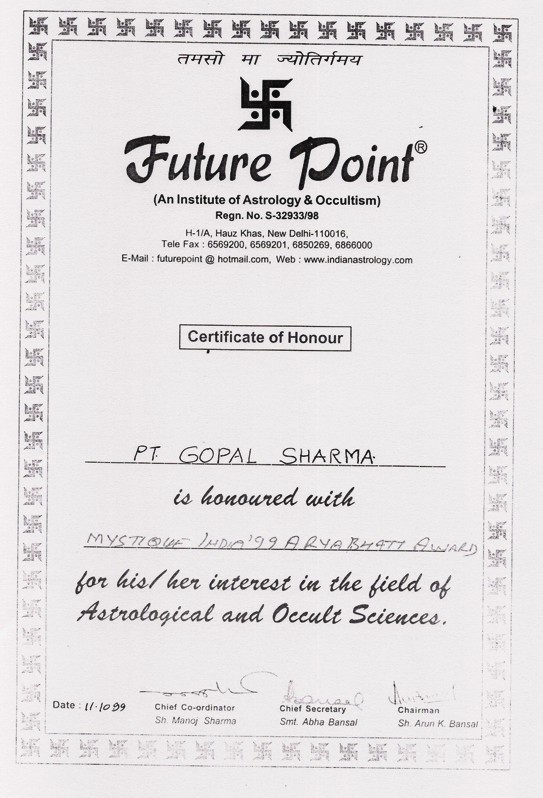 तमसो मा ज्योतिर्गमय
Future Point®
(An Institute of Astrology & Occultism)
Regn. No. S-32933/98
H-1/A, Hauz Khas, New Delhi-110016,
Tele Fax : 6569200, 6569201, 6850269, 6866000
E-Mail : futurepoint @ hotmail.com, Web : www.indianastrology.com
Certificate of Honour
PT. GOPAL SHARMA
is honoured with
MYSTIQUE INDIA'99 ARYABHATT AWARD
for his/her interest in the field of
Astrological and Occult Sciences.
Date : 11.10 99
Chief Co-ordinator Chief Secretary Chairman
Sh. Manoj Sharma Smt. Abha Bansal Sh. Arun K. Bansal